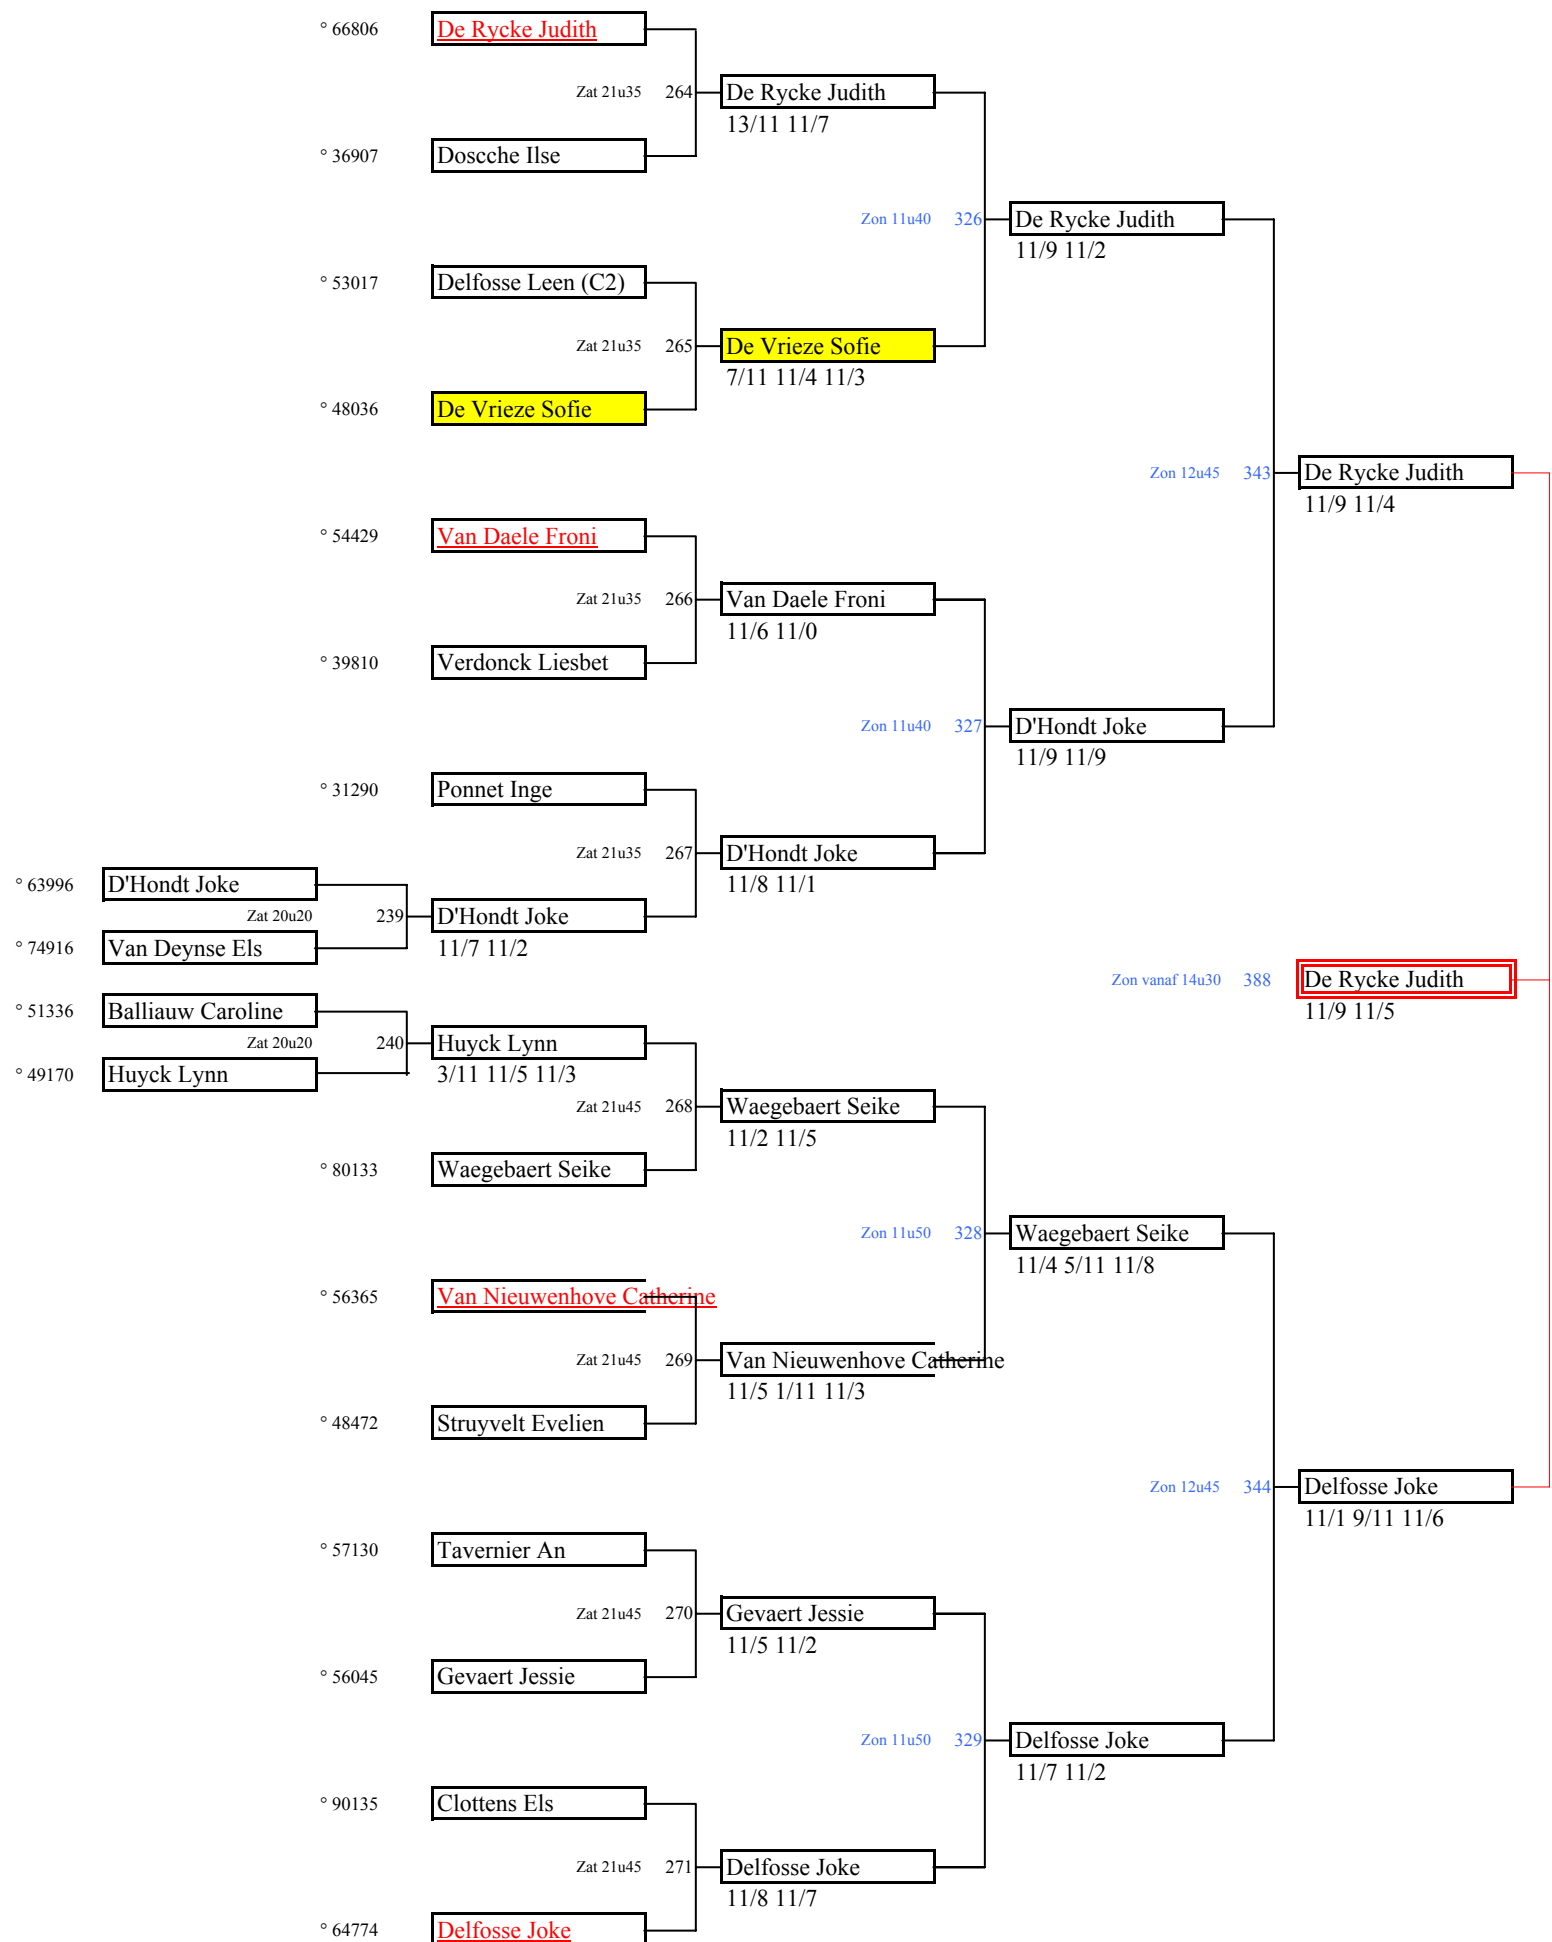 ° 66806 De Rycke Judith
Zat 21u35 264 De Rycke Judith
13/11 11/7
° 36907 Doscche Ilse
Zon 11u40 326 De Rycke Judith
11/9 11/2
° 53017 Delfosse Leen (C2)
Zat 21u35 265 De Vrieze Sofie
7/11 11/4 11/3
° 48036 De Vrieze Sofie
Zon 12u45 343 De Rycke Judith
11/9 11/4
° 54429 Van Daele Froni
Zat 21u35 266 Van Daele Froni
11/6 11/0
° 39810 Verdonck Liesbet
Zon 11u40 327 D'Hondt Joke
11/9 11/9
° 31290 Ponnet Inge
Zat 21u35 267 D'Hondt Joke
11/8 11/1
° 63996 D'Hondt Joke
Zat 20u20 239 D'Hondt Joke
11/7 11/2
° 74916 Van Deynse Els
Zon vanaf 14u30 388 De Rycke Judith
11/9 11/5
° 51336 Balliauw Caroline
Zat 20u20 240 Huyck Lynn
3/11 11/5 11/3
° 49170 Huyck Lynn
Zat 21u45 268 Waegebaert Seike
11/2 11/5
° 80133 Waegebaert Seike
Zon 11u50 328 Waegebaert Seike
11/4 5/11 11/8
° 56365 Van Nieuwenhove Catherine
Zat 21u45 269 Van Nieuwenhove Catherine
11/5 1/11 11/3
° 48472 Struyvelt Evelien
Zon 12u45 344 Delfosse Joke
11/1 9/11 11/6
° 57130 Tavernier An
Zat 21u45 270 Gevaert Jessie
11/5 11/2
° 56045 Gevaert Jessie
Zon 11u50 329 Delfosse Joke
11/7 11/2
° 90135 Clottens Els
Zat 21u45 271 Delfosse Joke
11/8 11/7
° 64774 Delfosse Joke